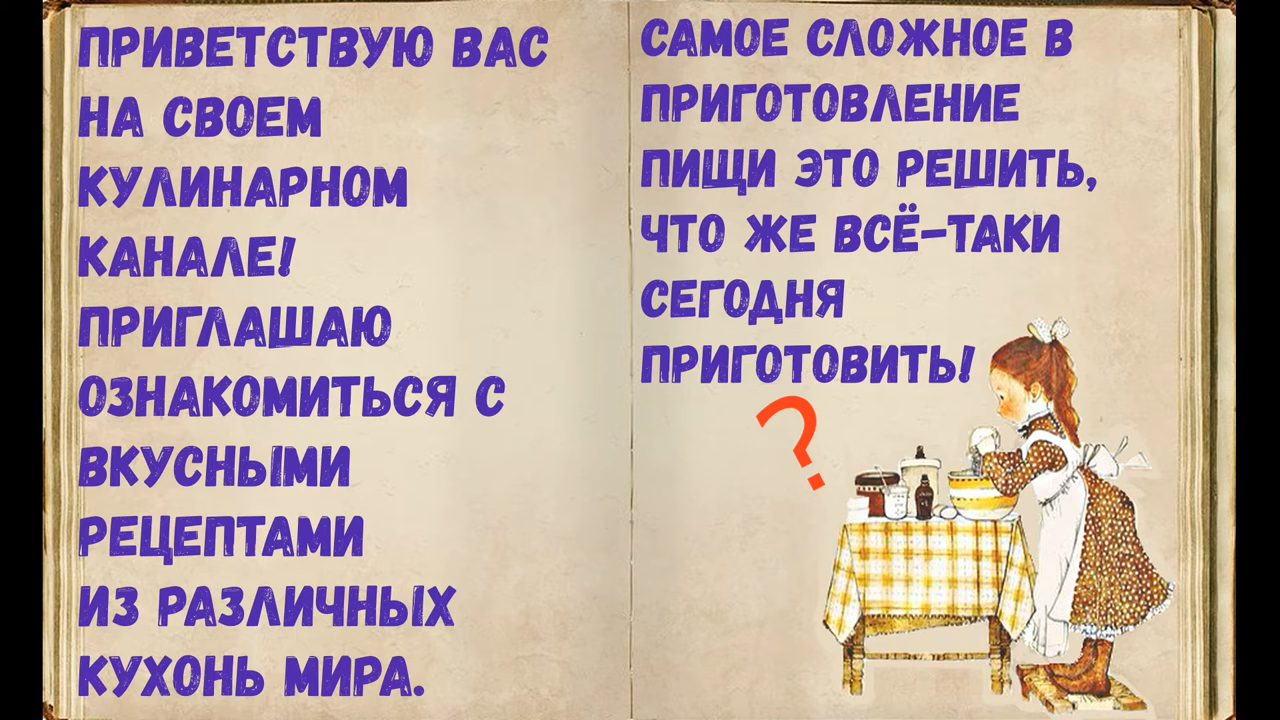 ПРИВЕТСТВУЮ ВАС
НА СВОЕМ
КУЛИНАРНОМ
КАНАЛЕ!
ПРИГЛАШАЮ
ОЗНАКОМИТЬСЯ С
ВКУСНЫМИ
РЕЦЕПТАМИ
ИЗ РАЗЛИЧНЫХ
КУХОНЬ МИРА.
САМОЕ СЛОЖНОЕ В
ПРИГОТОВЛЕНИЕ
ПИЩИ ЭТО РЕШИТЬ,
ЧТО ЖЕ ВСЁ-ТАКИ
СЕГОДНЯ
ПРИГОТОВИТЬ!
?